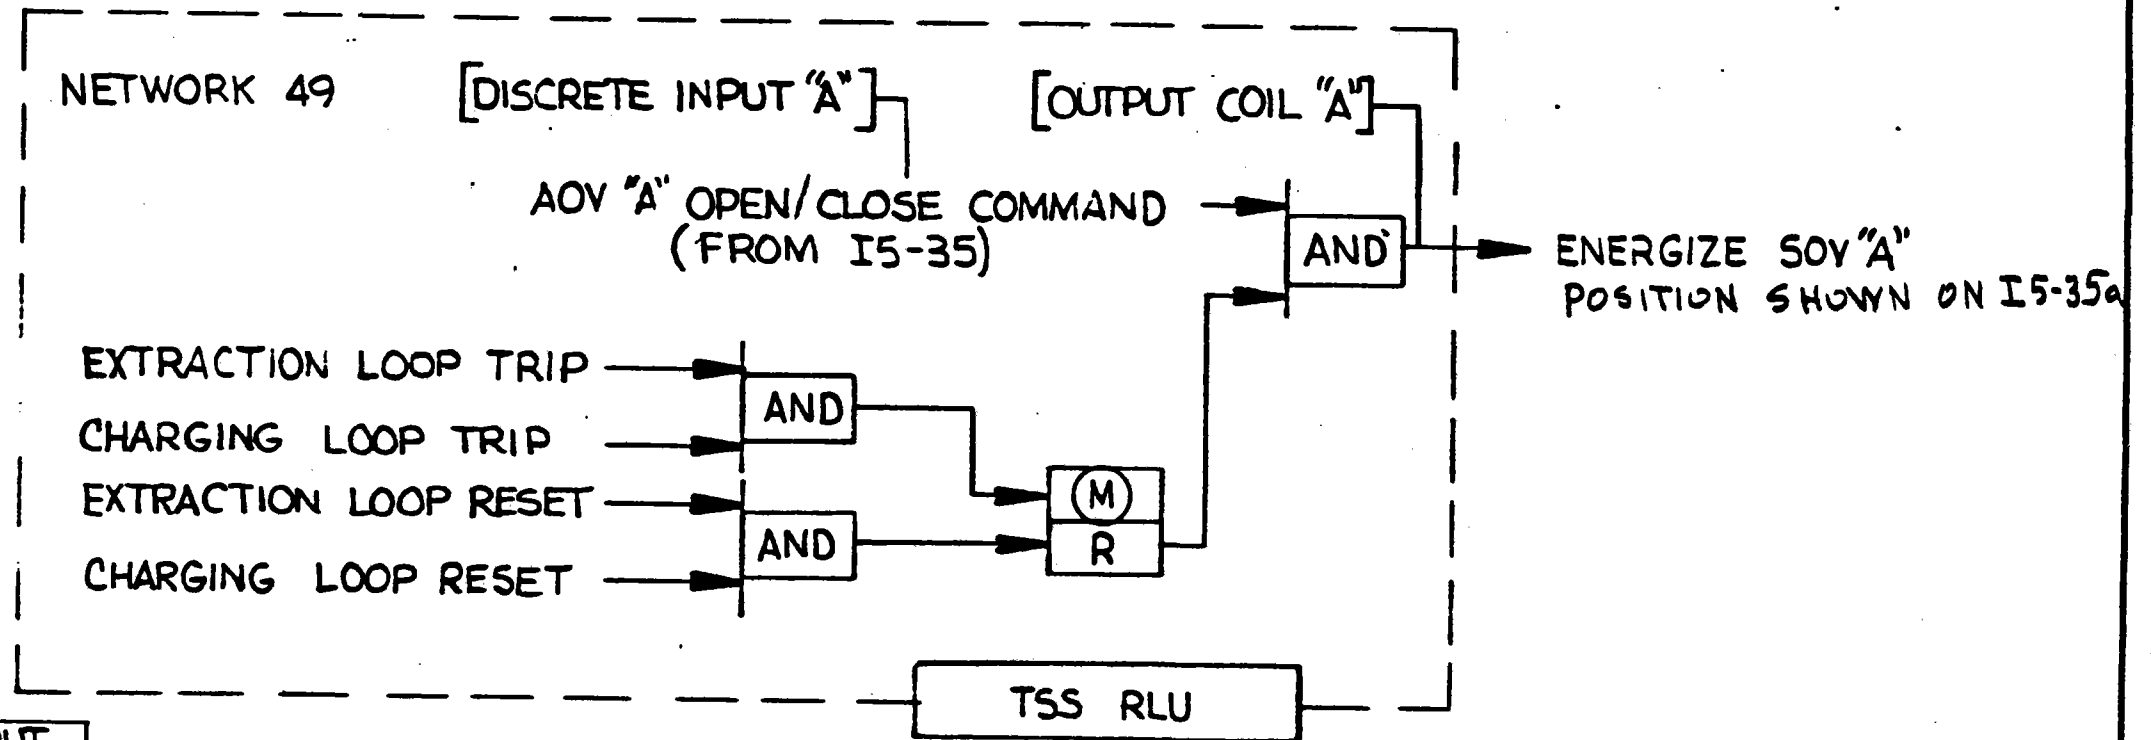 NETWORK 49
[DISCRETE INPUT "A"]
[OUTPUT COIL "A"]
AOV "A" OPEN/CLOSE COMMAND
(FROM I5-35)
AND
ENERGIZE SOV "A"
POSITION SHOWN ON I5-35a
EXTRACTION LOOP TRIP
AND
CHARGING LOOP TRIP
EXTRACTION LOOP RESET
M
AND
R
CHARGING LOOP RESET
TSS RLU